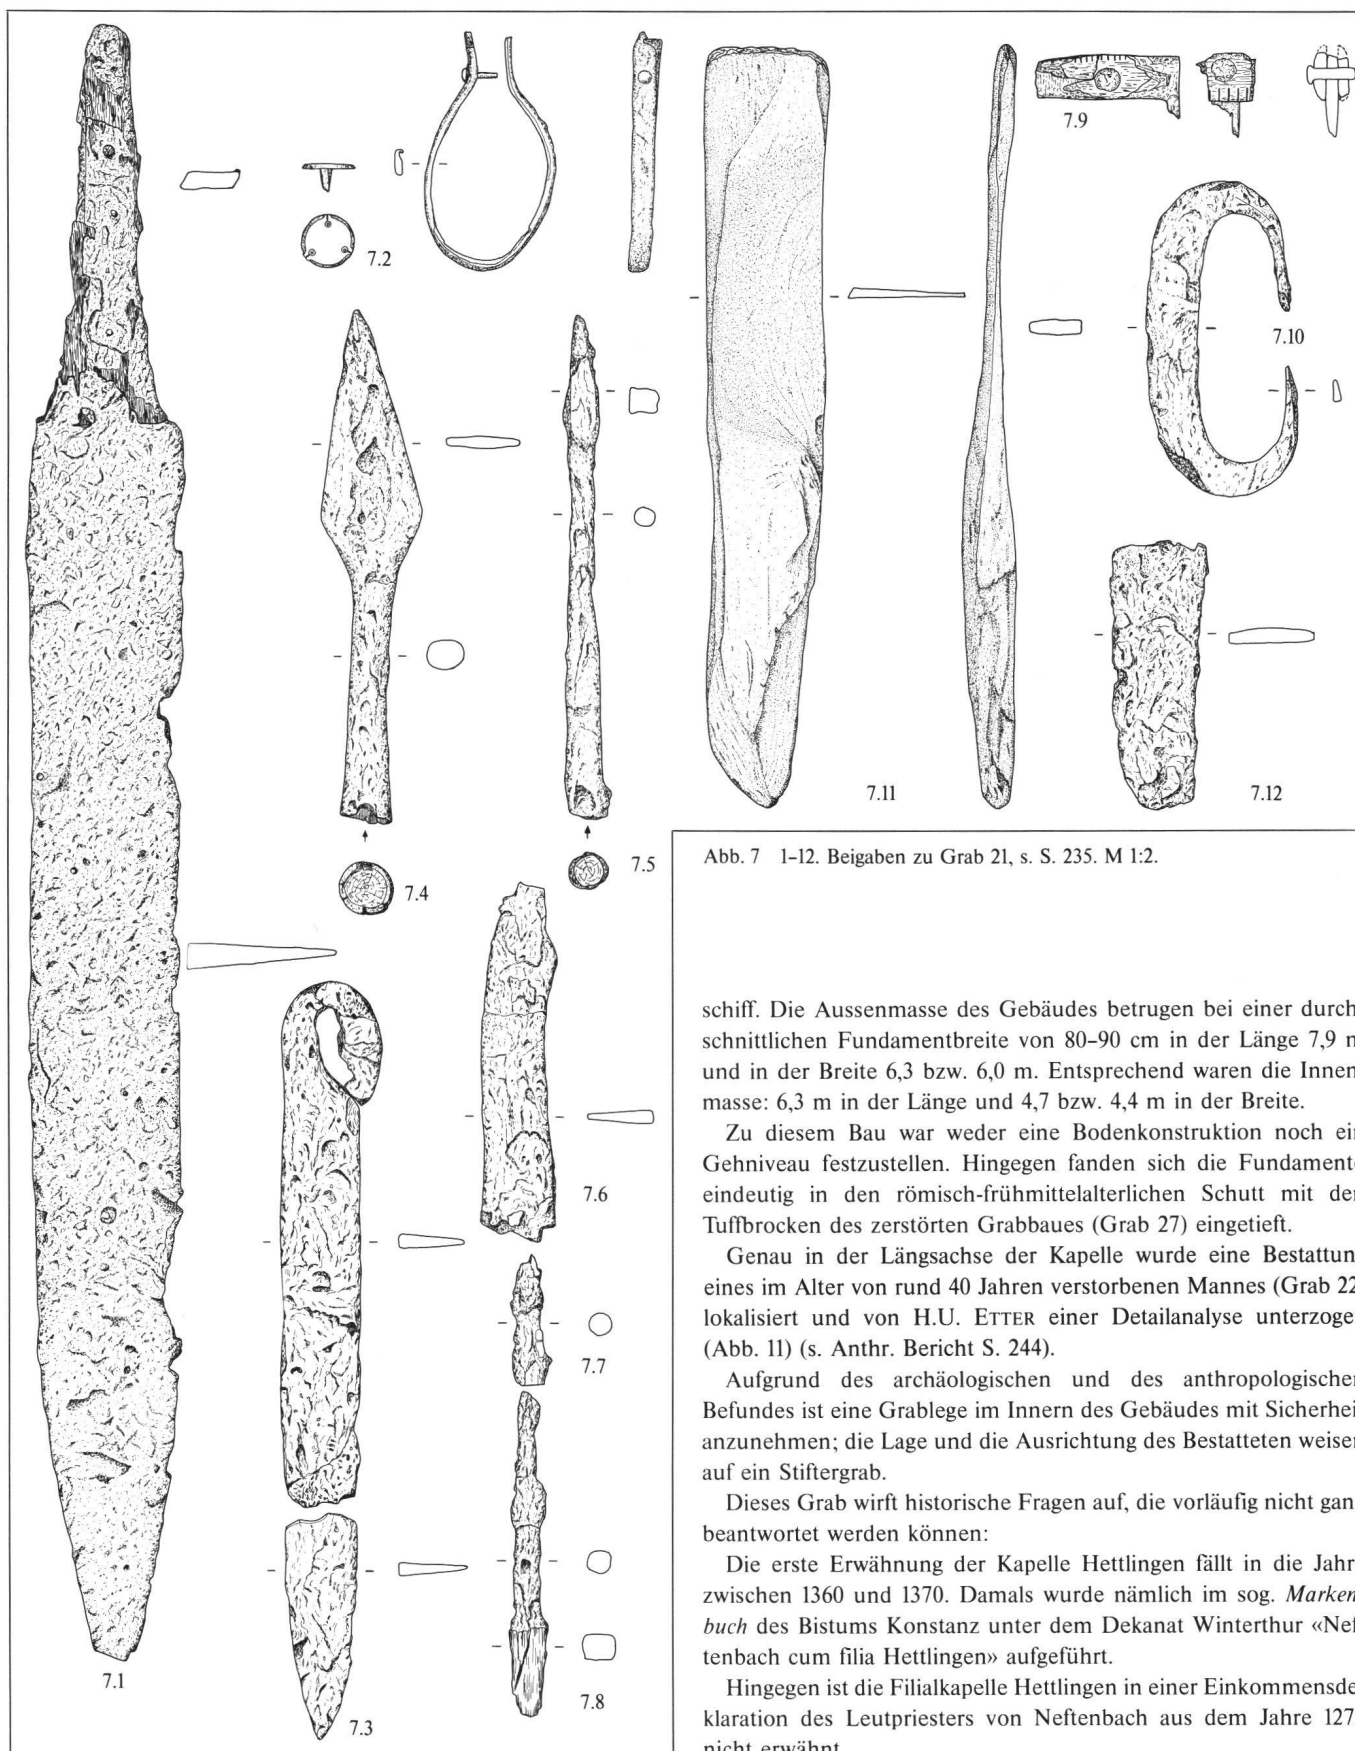 7.1
7.2
7.3
7.4
7.5
7.6
7.7
7.8
7.9
7.10
7.11
7.12
Abb. 7 1–12. Beigaben zu Grab 21, s. S. 235. M 1:2.
schiff. Die Aussenmasse des Gebäudes betrugen bei einer durch
schnittlichen Fundamentbreite von 80–90 cm in der Länge 7,9 m
und in der Breite 6,3 bzw. 6,0 m. Entsprechend waren die Innen
masse: 6,3 m in der Länge und 4,7 bzw. 4,4 m in der Breite.
Zu diesem Bau war weder eine Bodenkonstruktion noch ein
Gehniveau festzustellen. Hingegen fanden sich die Fundamente
eindeutig in den römisch-frühmittelalterlichen Schutt mit den
Tuffbrocken des zerstörten Grabbaues (Grab 27) eingetieft.
Genau in der Längsachse der Kapelle wurde eine Bestattun
eines im Alter von rund 40 Jahren verstorbenen Mannes (Grab 22
lokalisiert und von H.U. ETTER einer Detailanalyse unterzogen
(Abb. 11) (s. Anthr. Bericht S. 244).
Aufgrund des archäologischen und des anthropologischen
Befundes ist eine Grablege im Innern des Gebäudes mit Sicherhei
anzunehmen; die Lage und die Ausrichtung des Bestatteten weisen
auf ein Stiftergrab.
Dieses Grab wirft historische Fragen auf, die vorläufig nicht gan
beantwortet werden können:
Die erste Erwähnung der Kapelle Hettlingen fällt in die Jahr
zwischen 1360 und 1370. Damals wurde nämlich im sog. Marken
buch des Bistums Konstanz unter dem Dekanat Winterthur «Nef
tenbach cum filia Hettlingen» aufgeführt.
Hingegen ist die Filialkapelle Hettlingen in einer Einkommensde
klaration des Leutpriesters von Neftenbach aus dem Jahre 127
nicht erwähnt